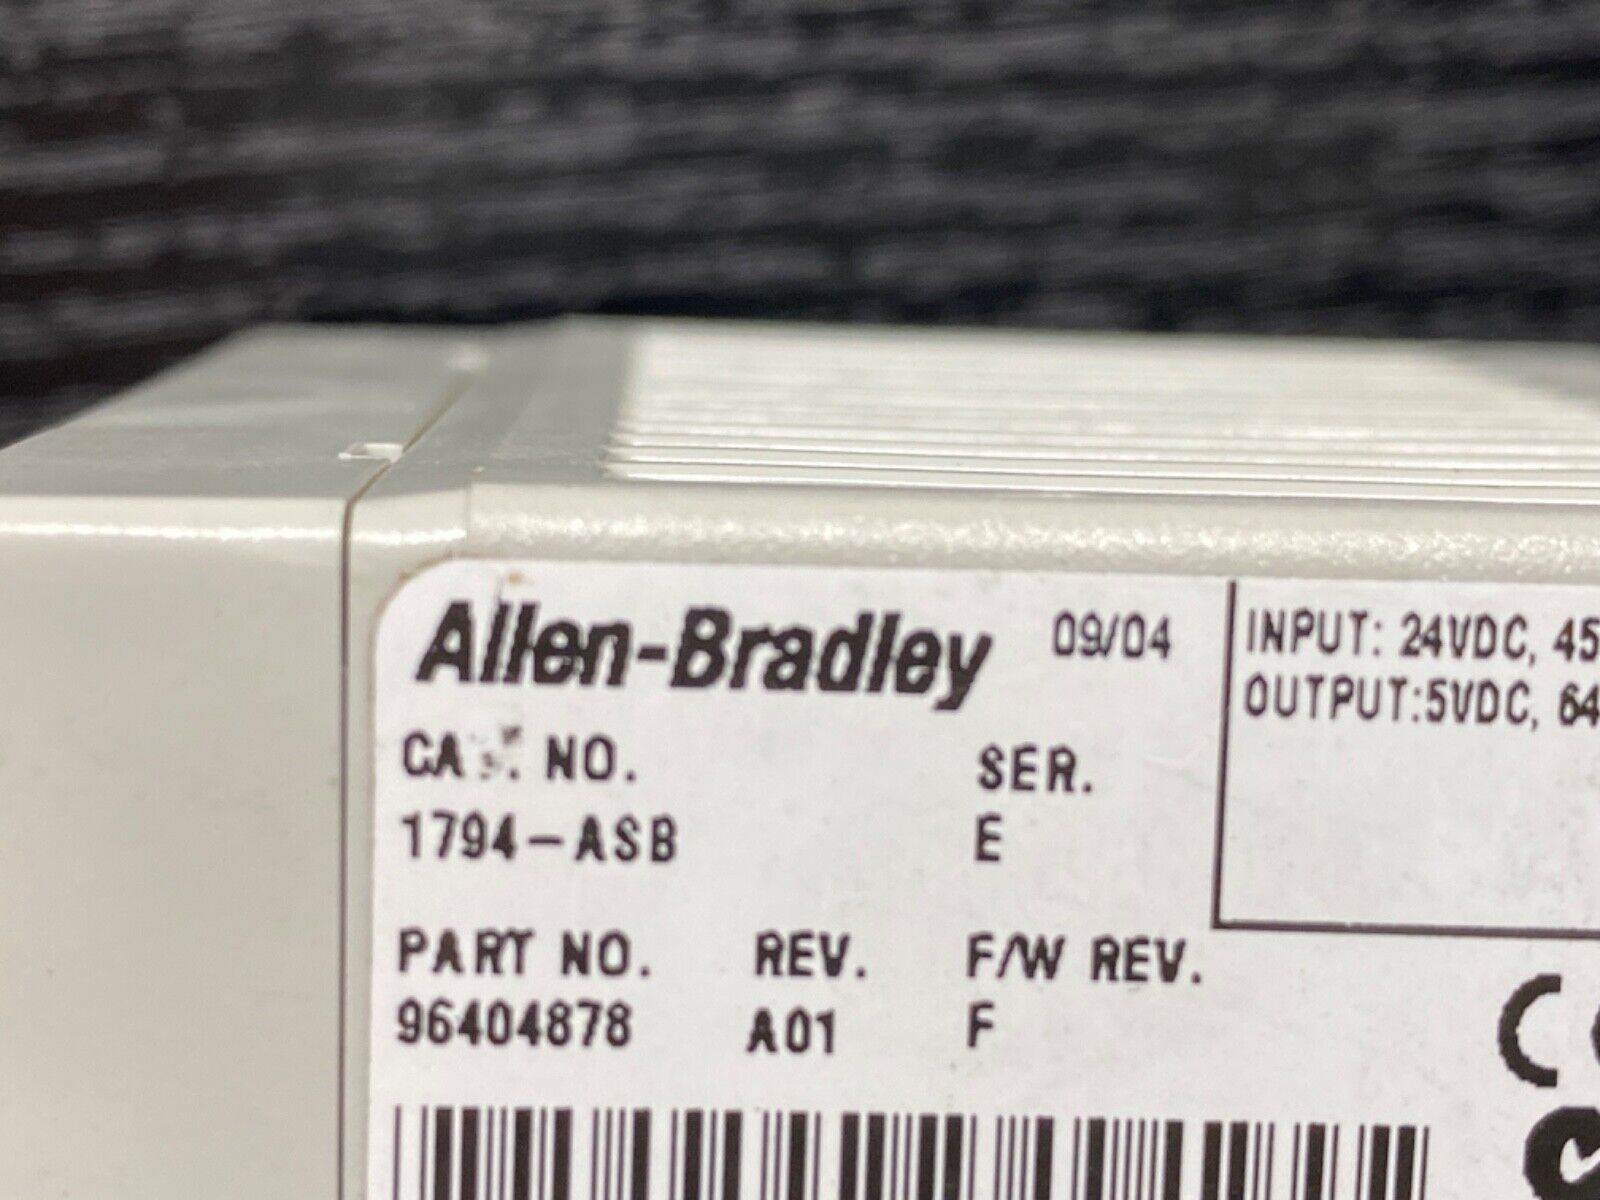 Allen-Bradley 09/04
INPUT: 24VDC, 45
OUTPUT:5VDC, 64
CAT. NO. SER.
1794-ASB E
PART NO. REV. F/W REV.
96404878 A01 F